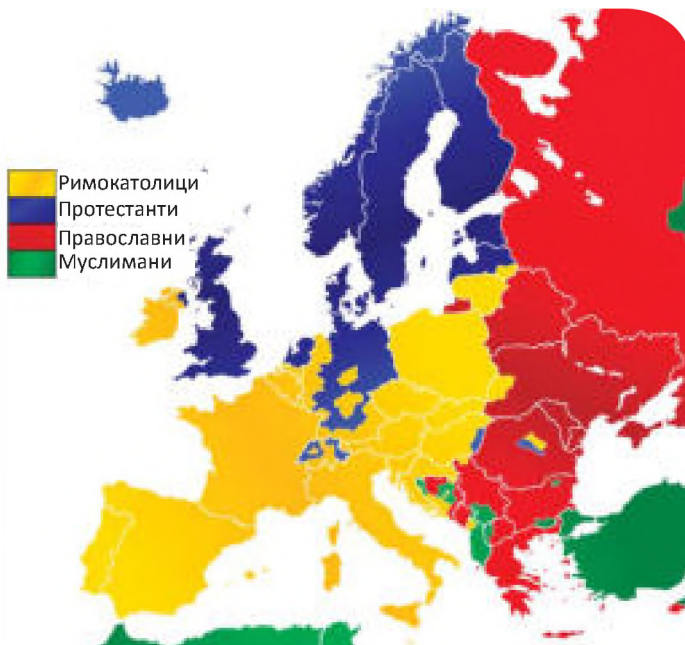 Римокатолици
Протестанти
Православни
Муслимани